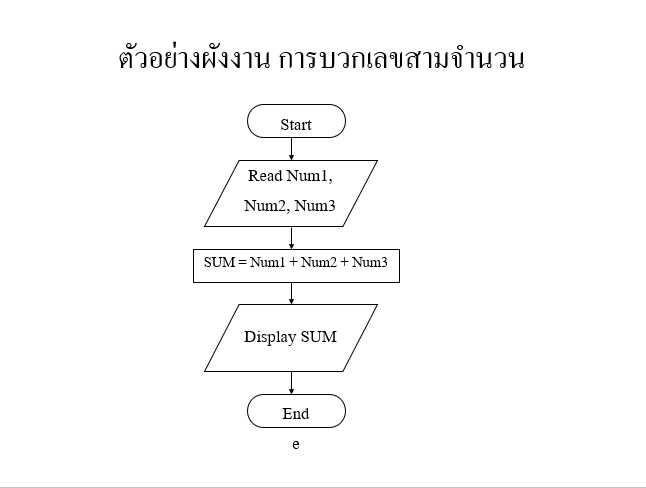 ตัวอย่างผังงาน การบวกเลขสามจำนวน
Start
Read Num1,
Num2, Num3
SUM = Num1 + Num2 + Num3
Display SUM
End
e